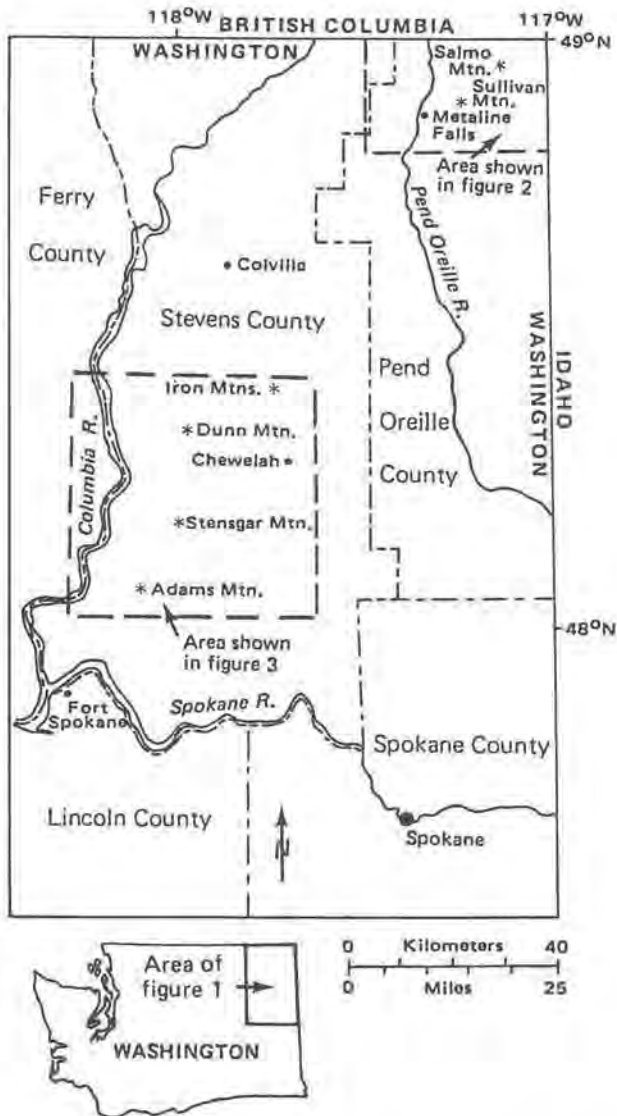 118°W
117°W
BRITISH COLUMBIA
WASHINGTON
49°N
Salmo
Mtn. *
Sullivan
* Mtn.
Metaline
Falls
Area shown
in figure 2
Ferry
County
Pend Oreille R.
Colville
Stevens County
WASHINGTON
IDAHO
Pend
Oreille
County
Iron Mtns. *
* Dunn Mtn.
Chewelah
Columbia R.
* Stensgar Mtn.
* Adams Mtn.
48°N
Area shown
in figure 3
Fort
Spokane
Spokane R.
Spokane County
Lincoln County
N
Spokane
0 Kilometers 40
0 Miles 25
Area of
figure 1
WASHINGTON